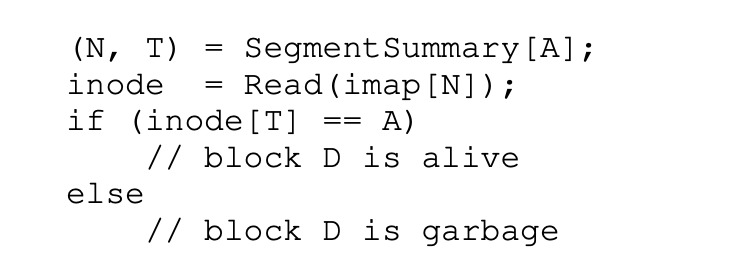 (N, T) = SegmentSummary[A];
inode  = Read(imap[N]);
if (inode[T] == A)
    // block D is alive
else
    // block D is garbage